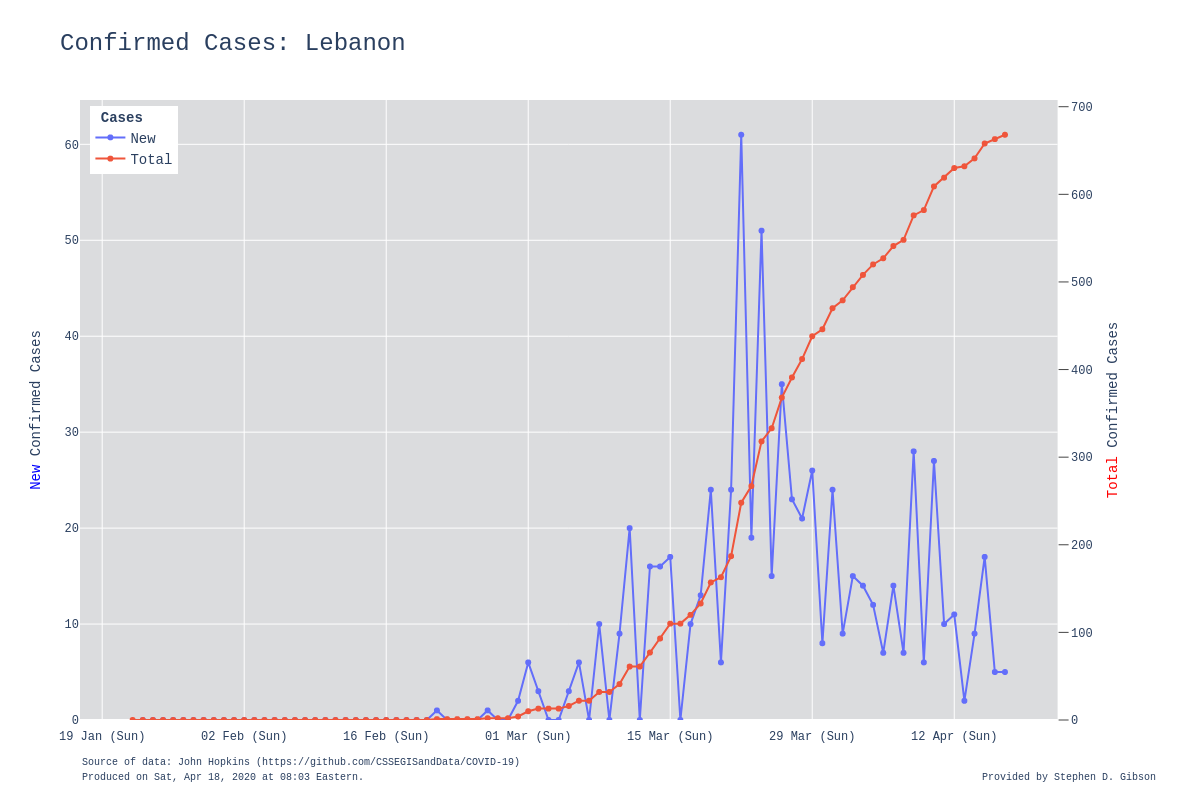 Confirmed Cases: Lebanon
Cases
New
Total
60
50
40
30
20
10
0
New Confirmed Cases
700
600
500
400
300
200
100
0
Total Confirmed Cases
19 Jan (Sun) 02 Feb (Sun) 16 Feb (Sun) 01 Mar (Sun) 15 Mar (Sun) 29 Mar (Sun) 12 Apr (Sun)
Source of data: John Hopkins (https://github.com/CSSEGISandData/COVID-19)
Produced on Sat, Apr 18, 2020 at 08:03 Eastern.
Provided by Stephen D. Gibson